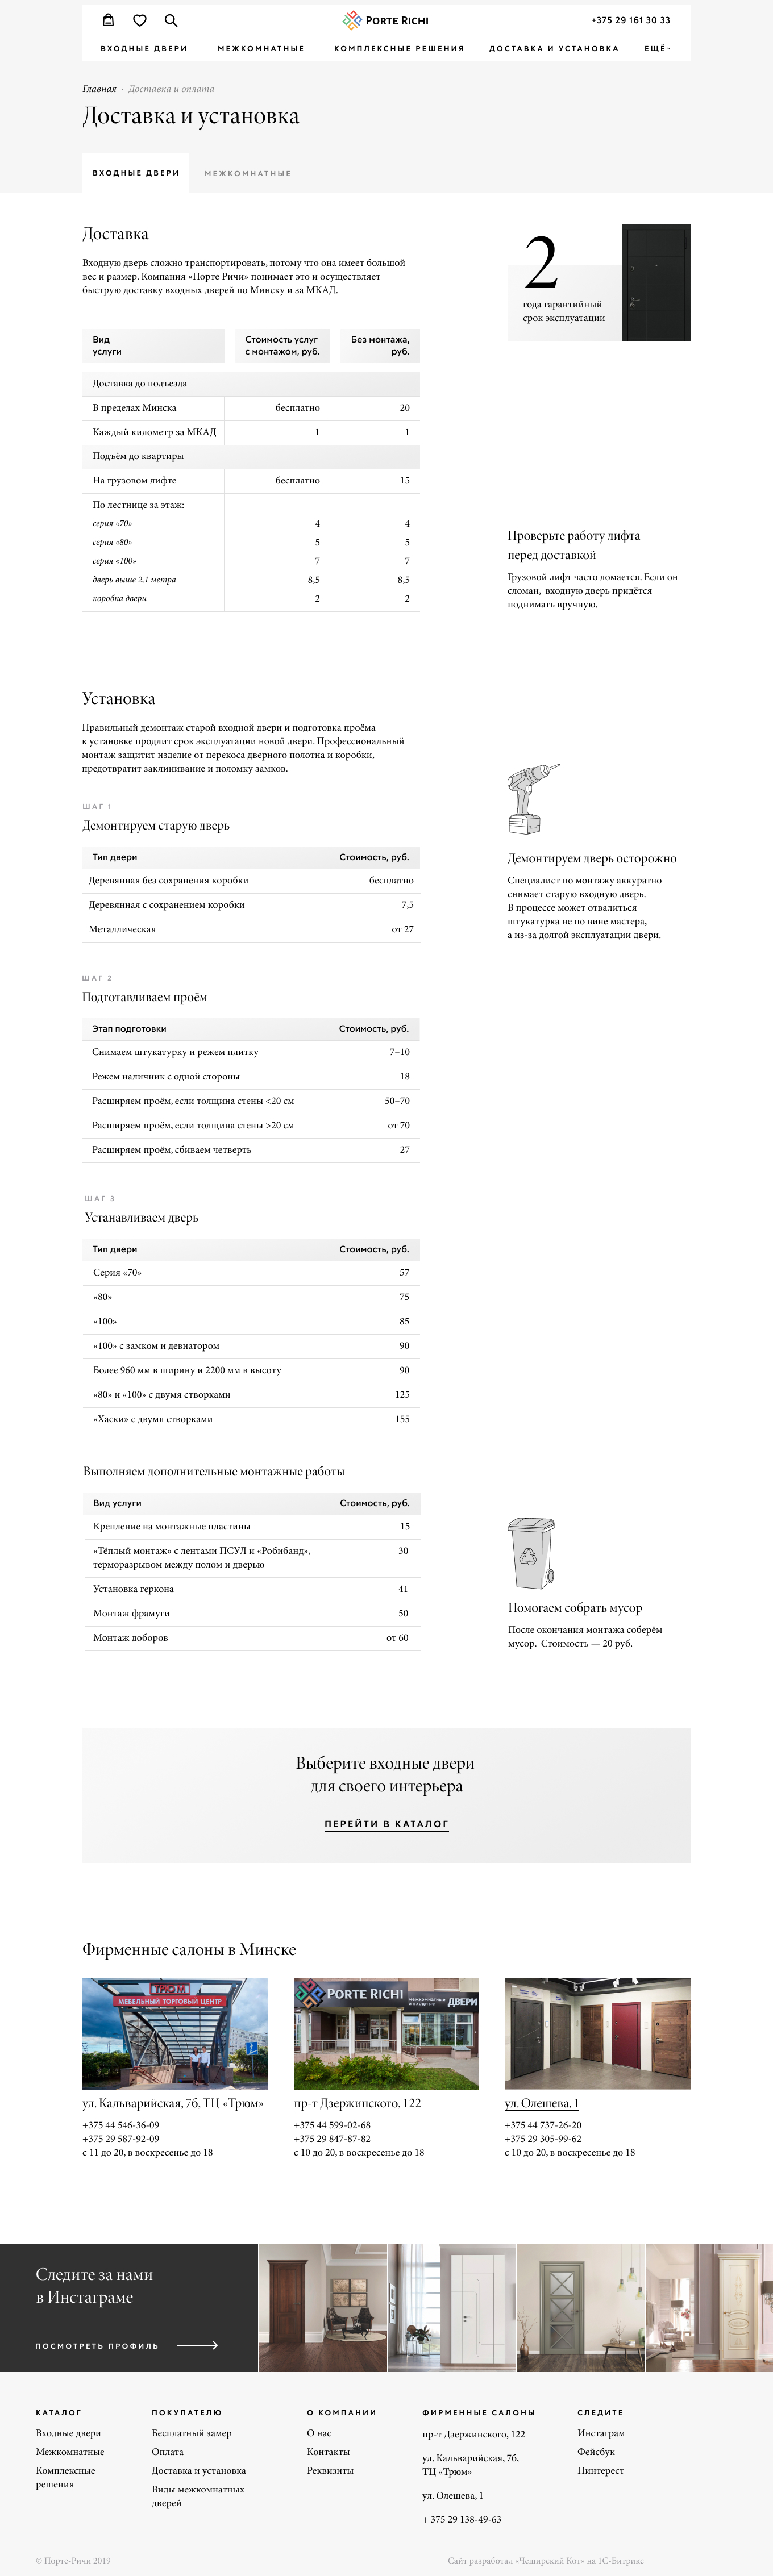 PORTE RICHI
+375 29 161 30 33
ВХОДНЫЕ ДВЕРИ МЕЖКОМНАТНЫЕ КОМПЛЕКСНЫЕ РЕШЕНИЯ ДОСТАВКА И УСТАНОВКА ЕЩЁ
Главная · Доставка и оплата
Доставка и установка
ВХОДНЫЕ ДВЕРИ МЕЖКОМНАТНЫЕ
Доставка
Входную дверь сложно транспортировать, потому что она имеет большой
вес и размер. Компания «Порте Ричи» понимает это и осуществляет
быструю доставку входных дверей по Минску и за МКАД.
2
года гарантийный
срок эксплуатации
Вид
услуги
Стоимость услуг
с монтажом, руб.
Без монтажа,
руб.
Доставка до подъезда
В пределах Минска бесплатно 20
Каждый километр за МКАД 1 1
Подъём до квартиры
На грузовом лифте бесплатно 15
По лестнице за этаж:
серия «70» 4 4
серия «80» 5 5
серия «100» 7 7
дверь выше 2,1 метра 8,5 8,5
коробка двери 2 2
Проверьте работу лифта
перед доставкой
Грузовой лифт часто ломается. Если он
сломан, входную дверь придётся
поднимать вручную.
Установка
Правильный демонтаж старой входной двери и подготовка проёма
к установке продлит срок эксплуатации новой двери. Профессиональный
монтаж защитит изделие от перекоса дверного полотна и коробки,
предотвратит заклинивание и поломку замков.
ШАГ 1
Демонтируем старую дверь
Тип двери Стоимость, руб.
Деревянная без сохранения коробки бесплатно
Деревянная с сохранением коробки 7,5
Металлическая от 27
Демонтируем дверь осторожно
Специалист по монтажу аккуратно
снимает старую входную дверь.
В процессе может отвалиться
штукатурка не по вине мастера,
а из-за долгой эксплуатации двери.
ШАГ 2
Подготавливаем проём
Этап подготовки Стоимость, руб.
Снимаем штукатурку и режем плитку 7–10
Режем наличник с одной стороны 18
Расширяем проём, если толщина стены <20 см 50–70
Расширяем проём, если толщина стены >20 см от 70
Расширяем проём, сбиваем четверть 27
ШАГ 3
Устанавливаем дверь
Тип двери Стоимость, руб.
Серия «70» 57
«80» 75
«100» 85
«100» с замком и девиатором 90
Более 960 мм в ширину и 2200 мм в высоту 90
«80» и «100» с двумя створками 125
«Хаски» с двумя створками 155
Выполняем дополнительные монтажные работы
Вид услуги Стоимость, руб.
Крепление на монтажные пластины 15
«Тёплый монтаж» с лентами ПСУЛ и «Робибанд», 30
терморазрывом между полом и дверью
Установка геркона 41
Монтаж фрамуги 50
Монтаж доборов от 60
Помогаем собрать мусор
После окончания монтажа соберём
мусор. Стоимость — 20 руб.
Выберите входные двери
для своего интерьера
ПЕРЕЙТИ В КАТАЛОГ
Фирменные салоны в Минске
ТРЮМ
МЕБЕЛЬНЫЙ ТОРГОВЫЙ ЦЕНТР
PORTE RICHI
межкомнатные
и входные
ДВЕРИ
ул. Кальварийская, 7б, ТЦ «Трюм»
+375 44 546-36-09
+375 29 587-92-09
с 11 до 20, в воскресенье до 18
пр-т Дзержинского, 122
+375 44 599-02-68
+375 29 847-87-82
с 10 до 20, в воскресенье до 18
ул. Олешева, 1
+375 44 737-26-20
+375 29 305-99-62
с 10 до 20, в воскресенье до 18
Следите за нами
в Инстаграме
ПОСМОТРЕТЬ ПРОФИЛЬ
КАТАЛОГ
Входные двери
Межкомнатные
Комплексные
решения
ПОКУПАТЕЛЮ
Бесплатный замер
Оплата
Доставка и установка
Виды межкомнатных
дверей
О КОМПАНИИ
О нас
Контакты
Реквизиты
ФИРМЕННЫЕ САЛОНЫ
пр-т Дзержинского, 122
ул. Кальварийская, 7б,
ТЦ «Трюм»
ул. Олешева, 1
+ 375 29 138-49-63
СЛЕДИТЕ
Инстаграм
Фейсбук
Пинтерест
© Порте-Ричи 2019
Сайт разработал «Чеширский Кот» на 1С-Битрикс